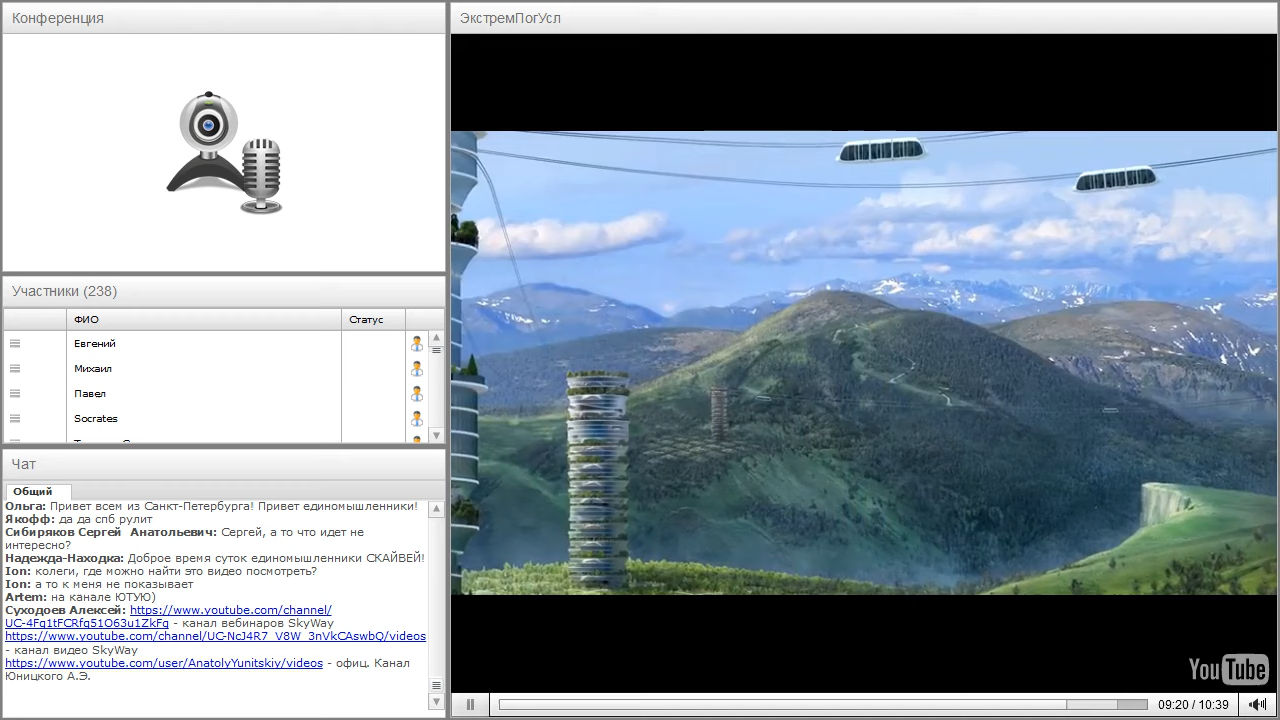 Конференция
ЭкстремПогУсл
Участники (238)
ФИО
Статус
Евгений
Михаил
Павел
Socrates
Чат
Общий
Ольга: Привет всем из Санкт-Петербурга! Привет единомышленники!
Якофф: да да спб рулит
Сибиряков Сергей Анатольевич: Сергей, а то что идет не
интересно?
Надежда-Находка: Доброе время суток единомышленники СКАЙВЕЙ!
Ion: колеги, где можно найти это видео посмотреть?
Ion: а то к меня не показывает
Artem: на канале ЮТУЮ)
Суходоев Алексей: https://www.youtube.com/channel/
UC-4Fq1tFCRfg51O63u1ZkFg - канал вебинаров SkyWay
https://www.youtube.com/channel/UC-NcJ4R7_V8W_3nVkCAswbQ/videos
- канал видео SkyWay
https://www.youtube.com/user/AnatolyYunitskiy/videos - офиц. Канал
Юницкого А.Э.
YouTube
09:20 / 10:39